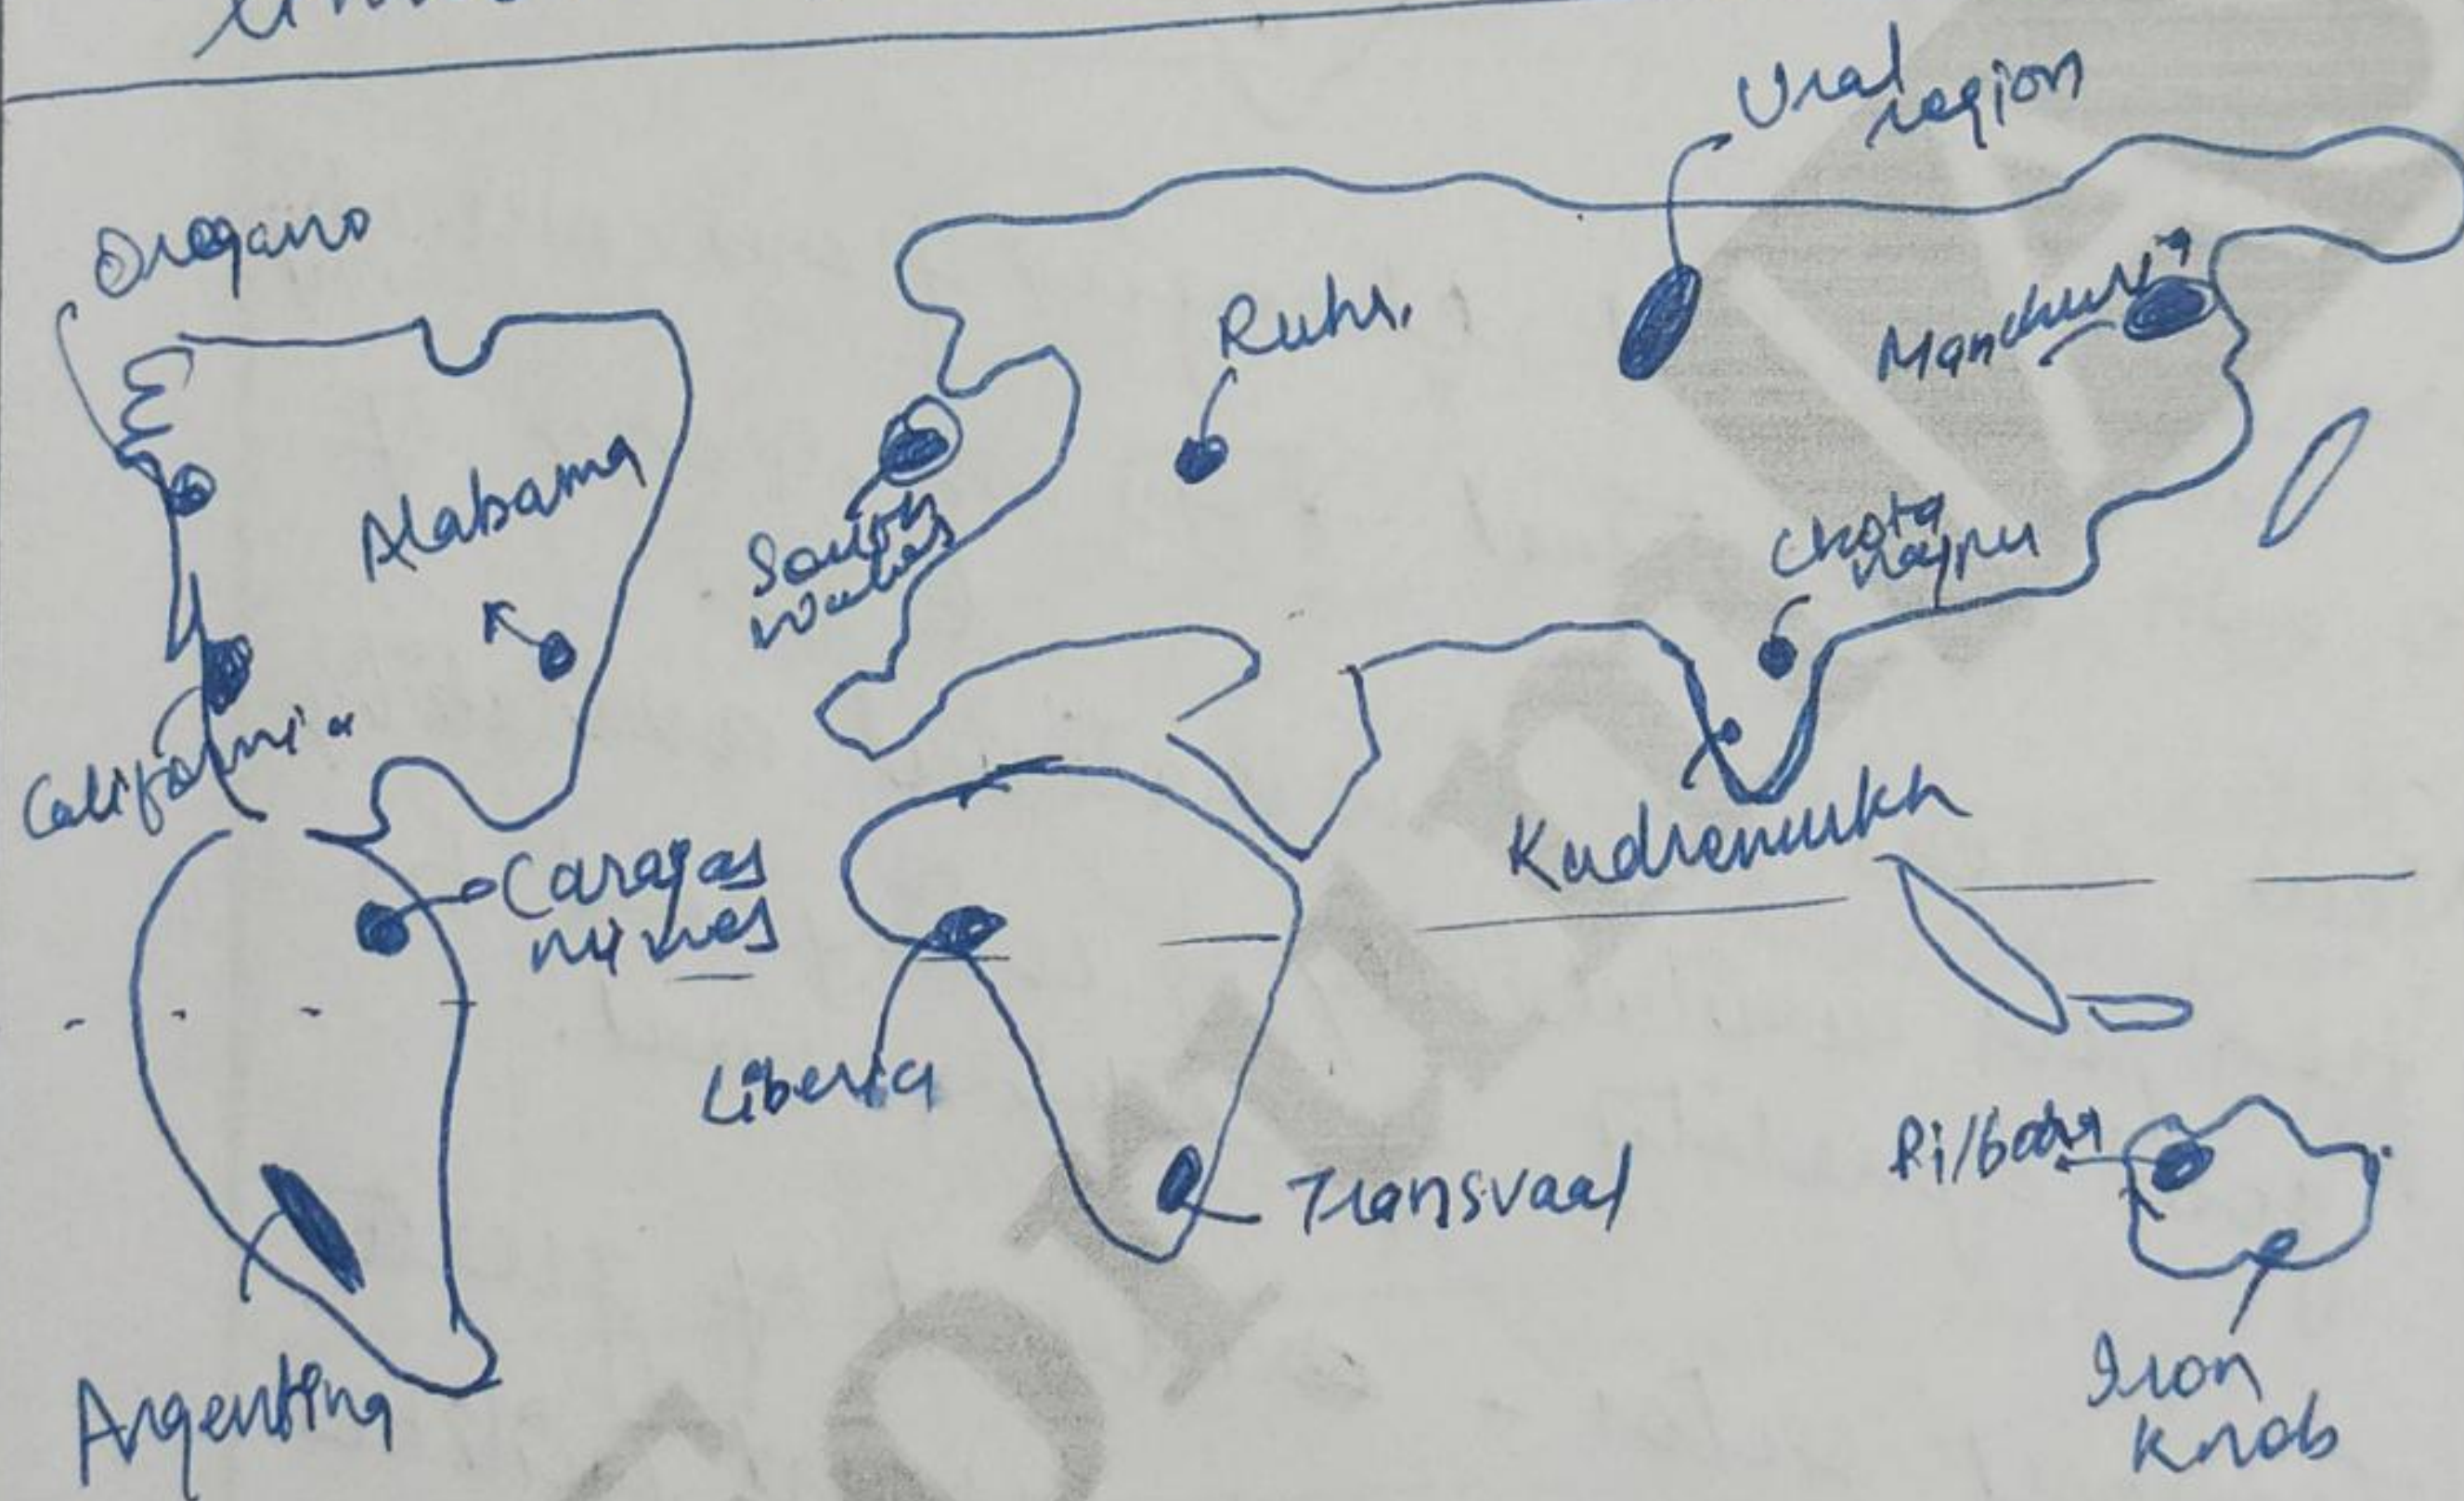 Ural
region
Oregano
Ruhr.
Manchuria
Alabama
South
Wales
Chota
nagpur
California
Kudremukh
Carajas
mines
Liberia
Pilbara
Transvaal
Argentina
Iron
Knob